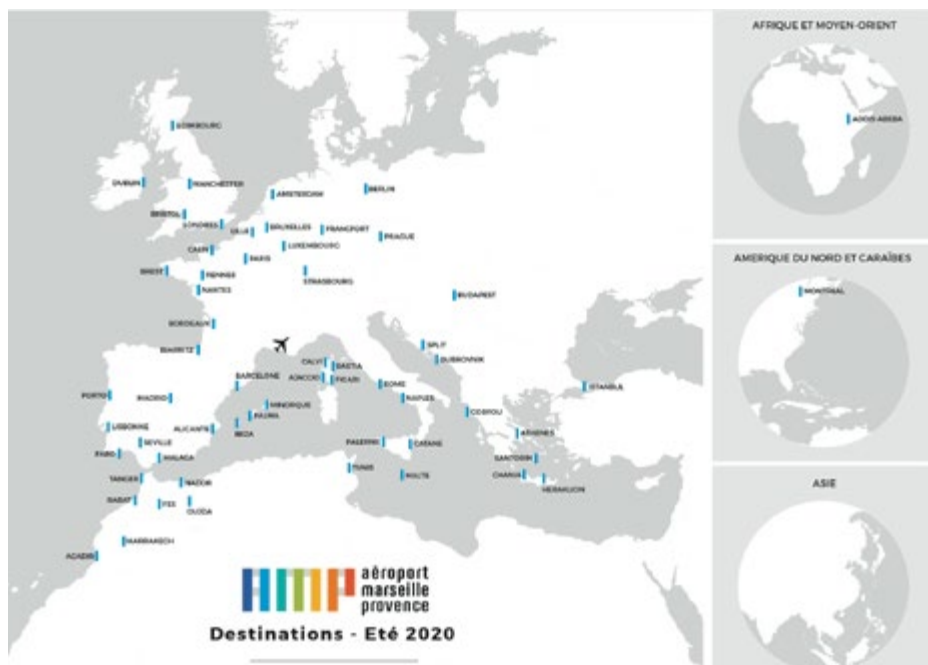 AFRIQUE ET MOYEN-ORIENT
ADDIS ABEBA
AMERIQUE DU NORD ET CARAÏBES
MONTREAL
ASIE
EDIMBOURG
DUBLIN
MANCHESTER
BRISTOL
LONDRES
AMSTERDAM
BERLIN
LILLE
BRUXELLES
FRANCFORT
PRAGUE
CAEN
LUXEMBOURG
PARIS
BREST
RENNES
STRASBOURG
NANTES
BUDAPEST
BORDEAUX
BIARRITZ
SPLIT
DUBROVNIK
CALVI
BASTIA
AJACCIO
FIGARI
BARCELONE
ROME
ISTANBUL
PORTO
MADRID
NAPLES
MINORQUE
PALMA
IBIZA
CORFOU
LISBONNE
ALICANTE
ATHENES
SEVILLE
PALERME
CATANE
FARO
MALAGA
SANTORIN
TUNIS
MALTE
CHANIA
HERAKLION
TANGER
NADOR
RABAT
FES
OUJDA
MARRAKECH
AGADIR
amp
aéroport
marseille
provence
Destinations - Eté 2020